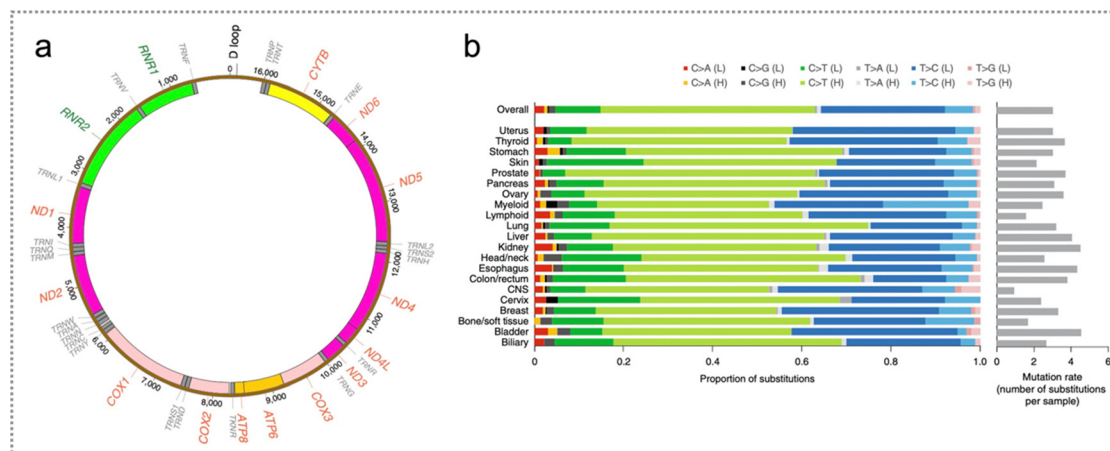 a
D loop
0
TRNF
RNR1
1,000
TRNV
2,000
RNR2
3,000
TRNL1
ND1
4,000
TRNI
TRNQ
TRNM
ND2
5,000
TRNW
TRNA
TRNN
TRNC
TRNY
6,000
COX1
7,000
TRNS1
TRND
COX2
8,000
ATP8
ATP6
9,000
COX3
TRNG
10,000
ND3
TRNR
ND4L
11,000
ND4
12,000
TRNH
TRNS2
TRNL2
13,000
ND5
14,000
ND6
TRNE
15,000
CYTB
TRNT
TRNP
16,000
b
C>A (L) C>G (L) C>T (L) T>A (L) T>C (L) T>G (L)
C>A (H) C>G (H) C>T (H) T>A (H) T>C (H) T>G (H)
Overall
Uterus
Thyroid
Stomach
Skin
Prostate
Pancreas
Ovary
Myeloid
Lymphoid
Lung
Liver
Kidney
Head/neck
Esophagus
Colon/rectum
CNS
Cervix
Breast
Bone/soft tissue
Bladder
Biliary
0 0.2 0.4 0.6 0.8 1.0
Proportion of substitutions
0 2 4 6
Mutation rate
(number of substitutions
per sample)